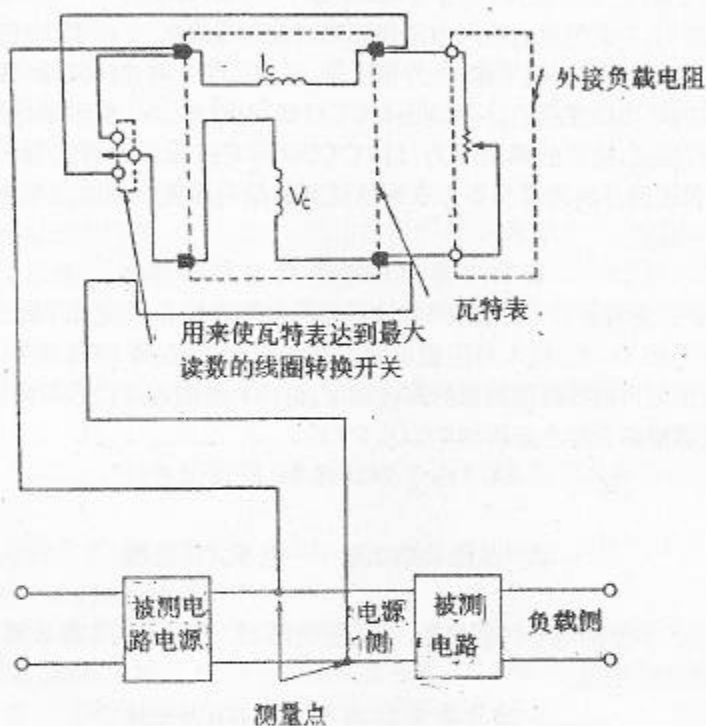 I_C
外接负载电阻
V_C
瓦特表
用来使瓦特表达到最大
读数的线圈转换开关
被测电
路电源
电源
侧
被测
电路
负载侧
测量点